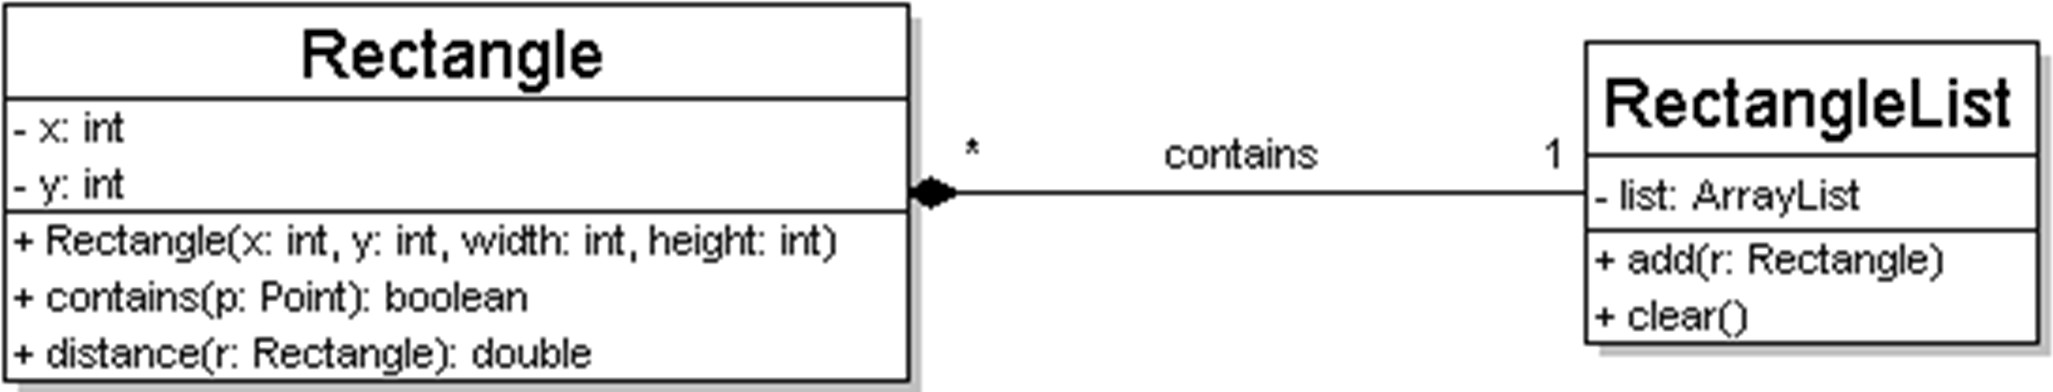 Rectangle
- x: int
- y: int
+ Rectangle(x: int, y: int, width: int, height: int)
+ contains(p: Point): boolean
+ distance(r: Rectangle): double
* contains 1
RectangleList
- list: ArrayList
+ add(r: Rectangle)
+ clear()